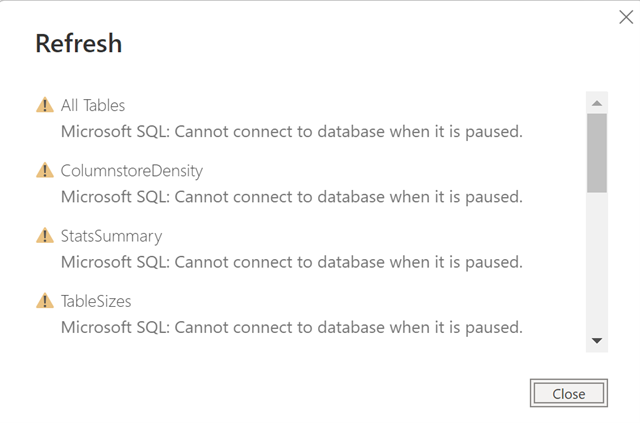 Refresh
All Tables
Microsoft SQL: Cannot connect to database when it is paused.
ColumnstoreDensity
Microsoft SQL: Cannot connect to database when it is paused.
StatsSummary
Microsoft SQL: Cannot connect to database when it is paused.
TableSizes
Microsoft SQL: Cannot connect to database when it is paused.
Close